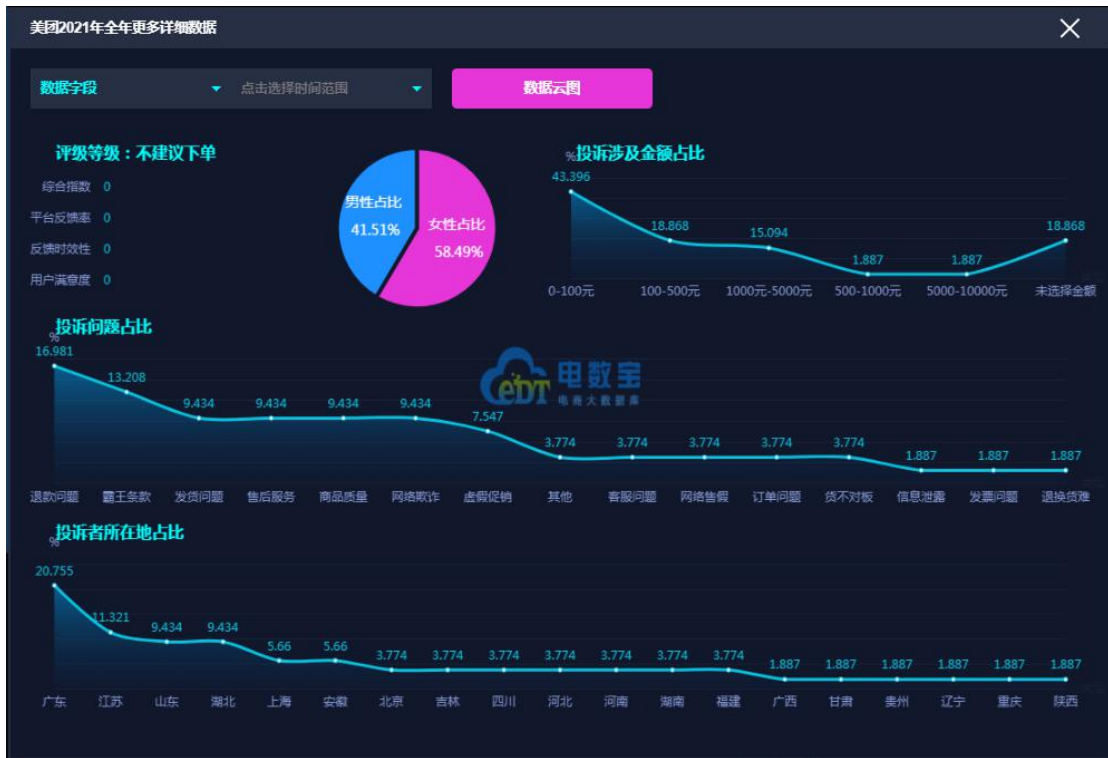 美团2021年全年更多详细数据
数据字段 点击选择时间范围 数据云图
评级等级：不建议下单
综合指数 0
平台反馈率 0
反馈时效性 0
用户满意度 0
男性占比
41.51%
女性占比
58.49%
%投诉涉及金额占比
43.396 18.868 15.094 1.887 1.887 18.868
0-100元 100-500元 1000元-5000元 500-1000元 5000-10000元 未选择金额
%投诉问题占比
16.981 13.208 9.434 9.434 9.434 9.434 7.547 3.774 3.774 3.774 3.774 3.774 1.887 1.887 1.887
退款问题 霸王条款 发货问题 售后服务 商品质量 网络欺诈 虚假促销 其他 客服问题 网络售假 订单问题 货不对板 信息泄露 发票问题 退换货难
eDT 电数宝
电商大数据库
%投诉者所在地占比
20.755 11.321 9.434 9.434 5.66 5.66 3.774 3.774 3.774 3.774 3.774 3.774 3.774 1.887 1.887 1.887 1.887 1.887 1.887
广东 江苏 山东 湖北 上海 安徽 北京 吉林 四川 河北 河南 湖南 福建 广西 甘肃 贵州 辽宁 重庆 陕西